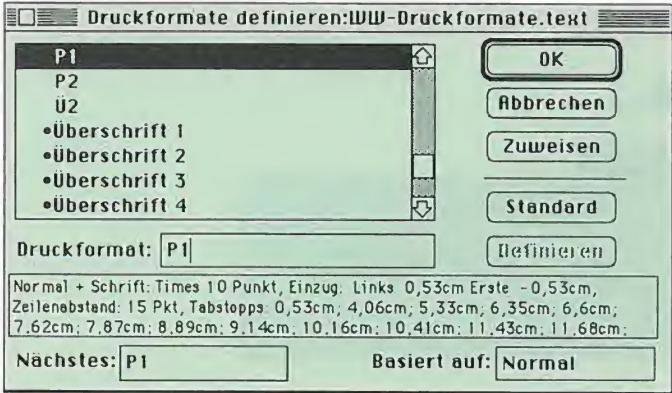 Druckformate definieren:WW-Druckformate.text
P1
P2
Ü2
•Überschrift 1
•Überschrift 2
•Überschrift 3
•Überschrift 4
OK
Abbrechen
Zuweisen
Standard
Definieren
Druckformat: P1
Normal + Schrift: Times 10 Punkt, Einzug: Links 0,53cm Erste -0,53cm,
Zeilenabstand: 15 Pkt, Tabstopps: 0,53cm; 4,06cm; 5,33cm; 6,35cm; 6,6cm;
7,62cm; 7,87cm; 8,89cm; 9,14cm; 10,16cm; 10,41cm; 11,43cm; 11,68cm;
Nächstes: P1
Basiert auf: Normal